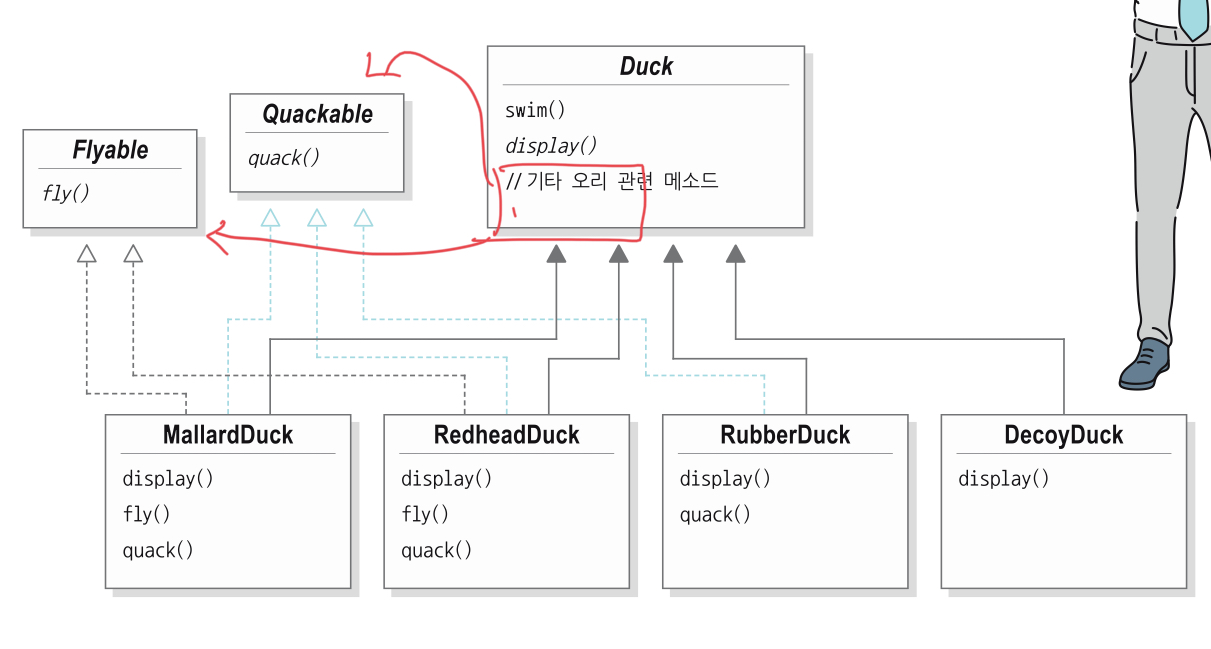 Duck
swim()
display()
// 기타 오리 관련 메소드
Quackable
quack()
Flyable
fly()
MallardDuck
display()
fly()
quack()
RedheadDuck
display()
fly()
quack()
RubberDuck
display()
quack()
DecoyDuck
display()